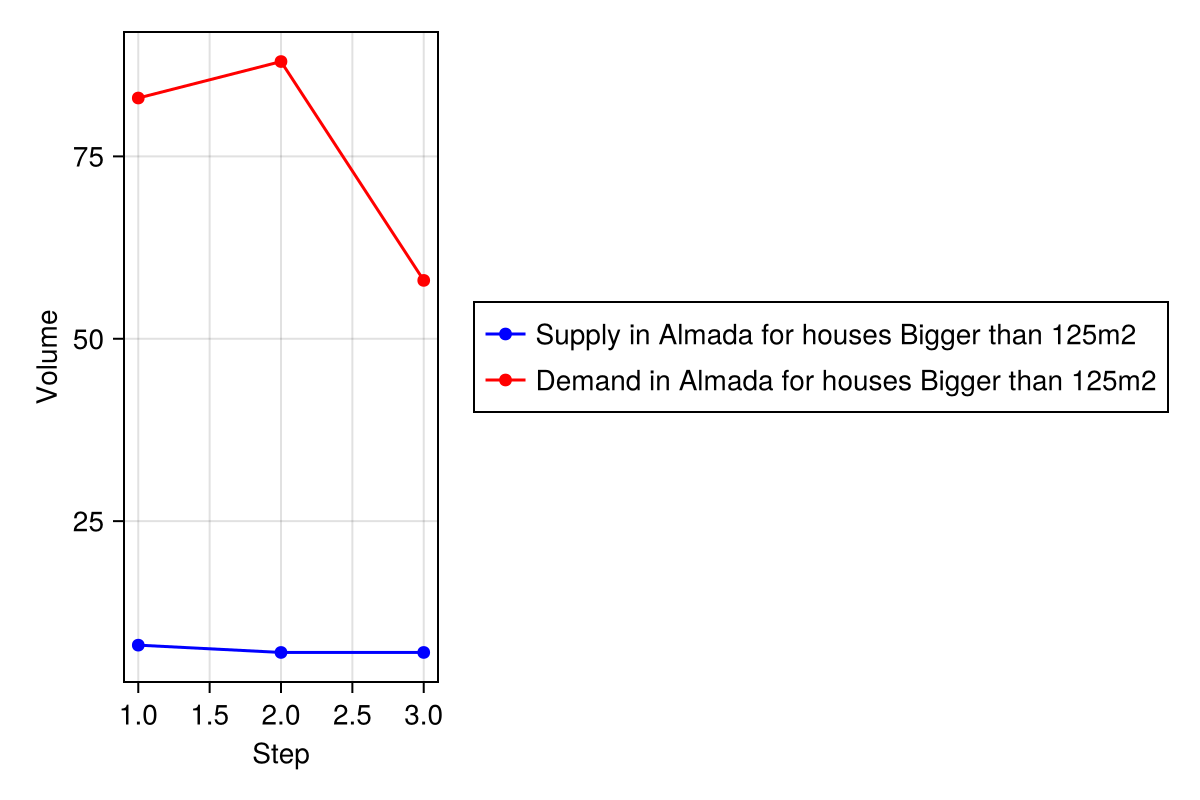 Volume
75
50
25
1.0 1.5 2.0 2.5 3.0
Step
Supply in Almada for houses Bigger than 125m2
Demand in Almada for houses Bigger than 125m2